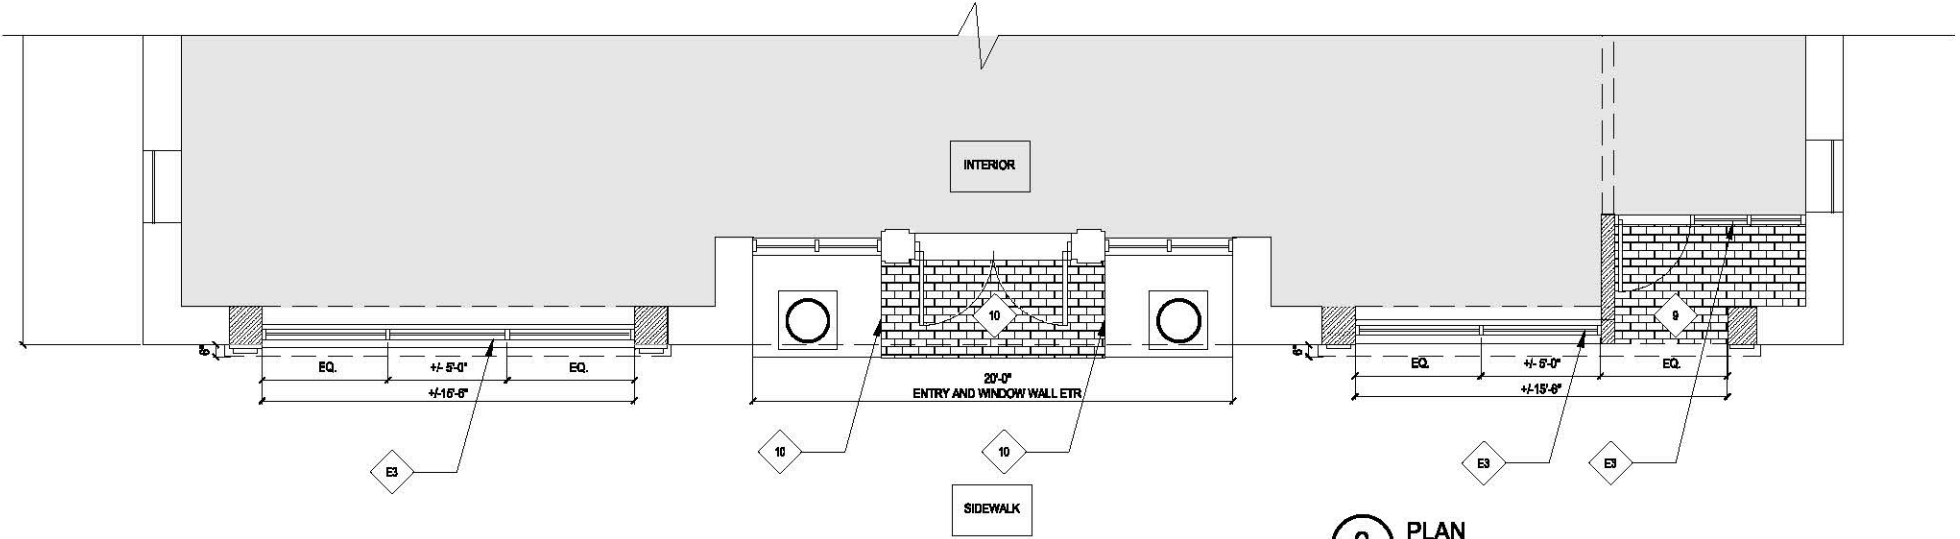 INTERIOR
10
9
6"
EQ.
+/- 5'-0"
EQ.
+/-15'-6"
20'-0"
ENTRY AND WINDOW WALL ETR
6"
EQ.
+/- 5'-0"
EQ.
+/-15'-6"
E3
10
10
E3
E3
SIDEWALK
PLAN